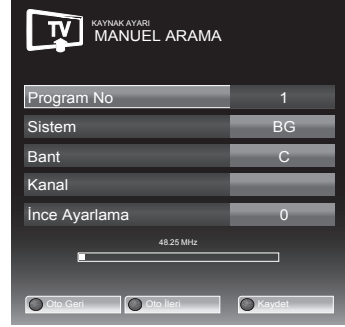 TV
KAYNAK AYARI
MANUEL ARAMA
Program No 1
Sistem BG
Bant C
Kanal
İnce Ayarlama 0
48.25 MHz
Oto Geri Oto İleri Kaydet